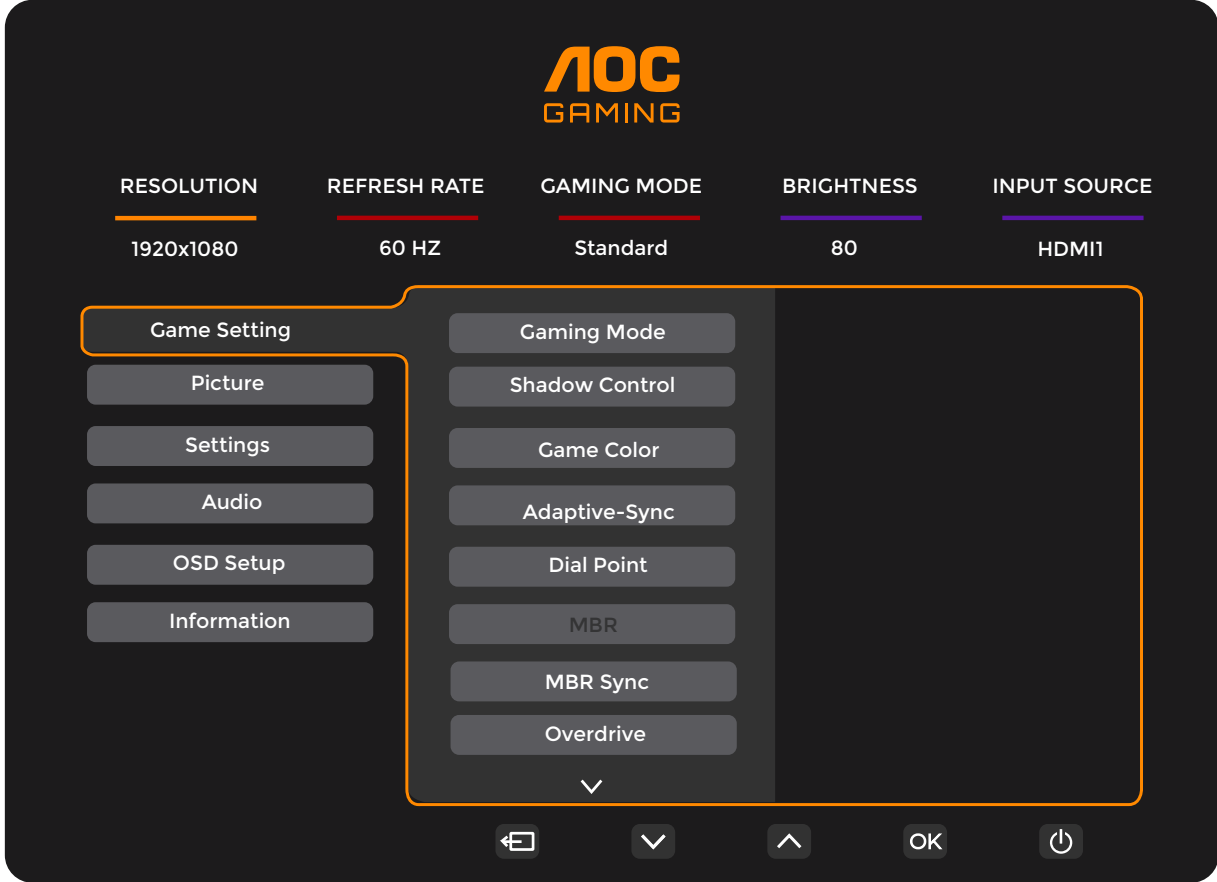 AOC
GAMING
RESOLUTION
REFRESH RATE
GAMING MODE
BRIGHTNESS
INPUT SOURCE
1920x1080
60 HZ
Standard
80
HDMI1
Game Setting
Picture
Settings
Audio
OSD Setup
Information
Gaming Mode
Shadow Control
Game Color
Adaptive-Sync
Dial Point
MBR
MBR Sync
Overdrive
OK